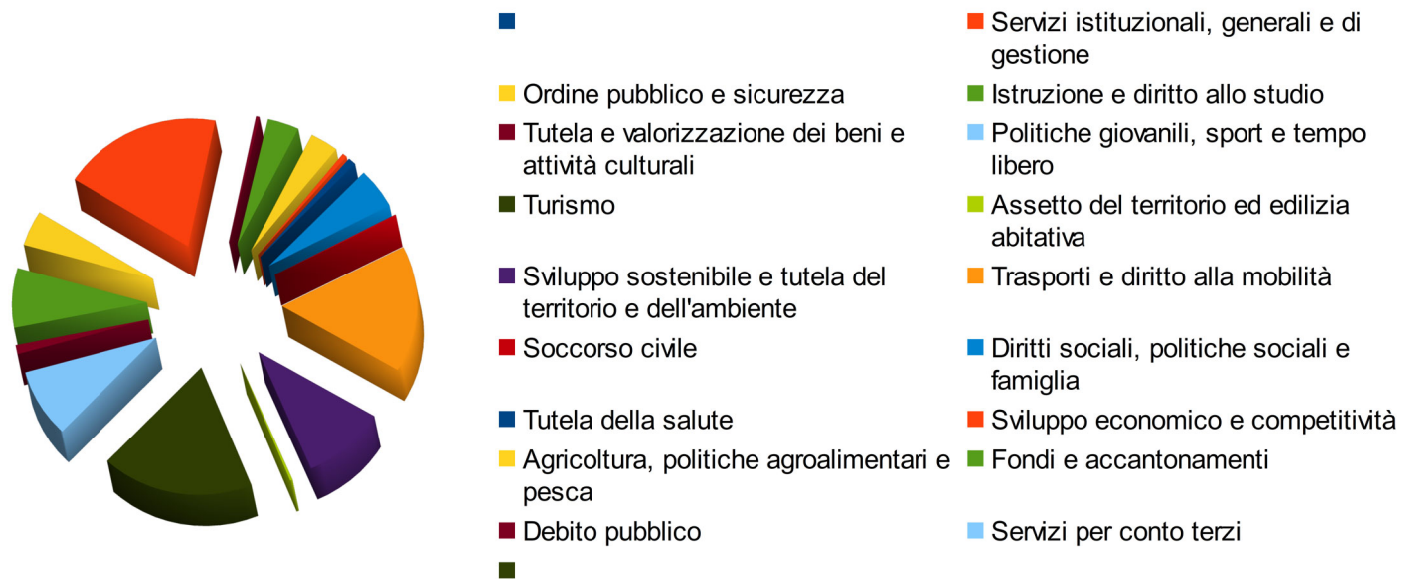 Servizi istituzionali, generali e di
gestione
Ordine pubblico e sicurezza
Istruzione e diritto allo studio
Tutela e valorizzazione dei beni e
attività culturali
Politiche giovanili, sport e tempo
libero
Turismo
Assetto del territorio ed edilizia
abitativa
Sviluppo sostenibile e tutela del
territorio e dell'ambiente
Trasporti e diritto alla mobilità
Soccorso civile
Diritti sociali, politiche sociali e
famiglia
Tutela della salute
Sviluppo economico e competitività
Agricoltura, politiche agroalimentari e
pesca
Fondi e accantonamenti
Debito pubblico
Servizi per conto terzi